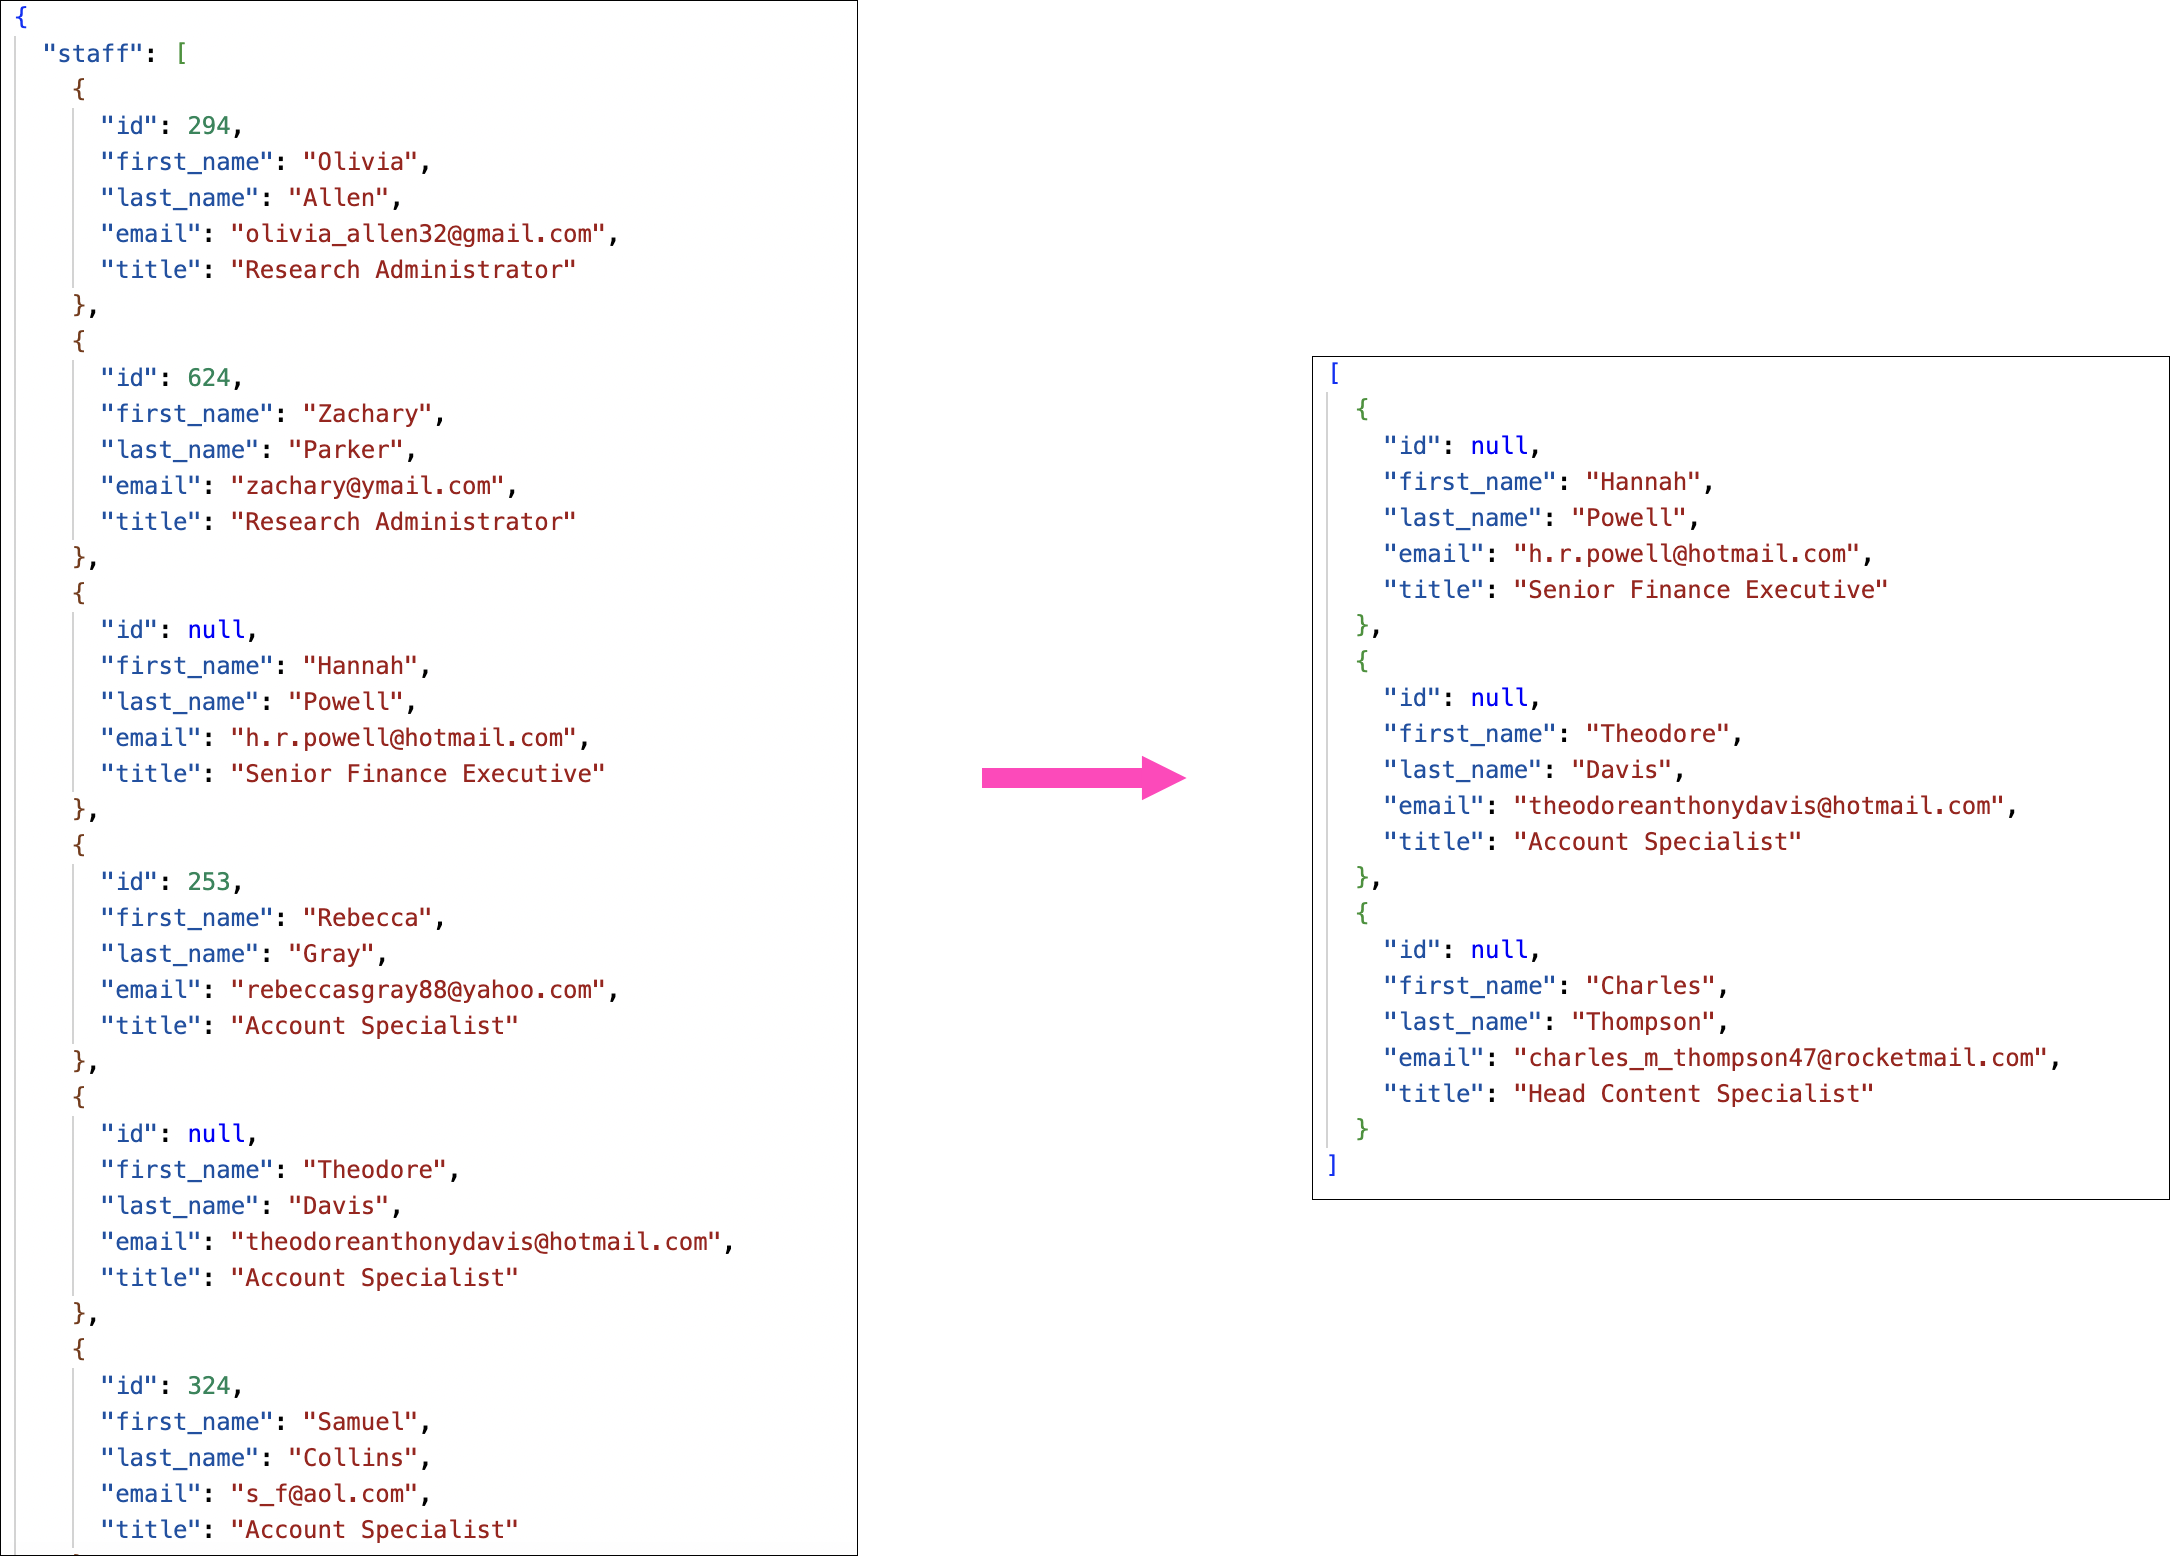 {
"staff": [
{
"id": 294,
"first_name": "Olivia",
"last_name": "Allen",
"email": "olivia_allen32@gmail.com",
"title": "Research Administrator"
},
{
"id": 624,
"first_name": "Zachary",
"last_name": "Parker",
"email": "zachary@ymail.com",
"title": "Research Administrator"
},
{
"id": null,
"first_name": "Hannah",
"last_name": "Powell",
"email": "h.r.powell@hotmail.com",
"title": "Senior Finance Executive"
},
{
"id": 253,
"first_name": "Rebecca",
"last_name": "Gray",
"email": "rebeccasgray88@yahoo.com",
"title": "Account Specialist"
},
{
"id": null,
"first_name": "Theodore",
"last_name": "Davis",
"email": "theodoreanthonydavis@hotmail.com",
"title": "Account Specialist"
},
{
"id": 324,
"first_name": "Samuel",
"last_name": "Collins",
"email": "s_f@aol.com",
"title": "Account Specialist"
[
{
"id": null,
"first_name": "Hannah",
"last_name": "Powell",
"email": "h.r.powell@hotmail.com",
"title": "Senior Finance Executive"
},
{
"id": null,
"first_name": "Theodore",
"last_name": "Davis",
"email": "theodoreanthonydavis@hotmail.com",
"title": "Account Specialist"
},
{
"id": null,
"first_name": "Charles",
"last_name": "Thompson",
"email": "charles_m_thompson47@rocketmail.com",
"title": "Head Content Specialist"
}
]